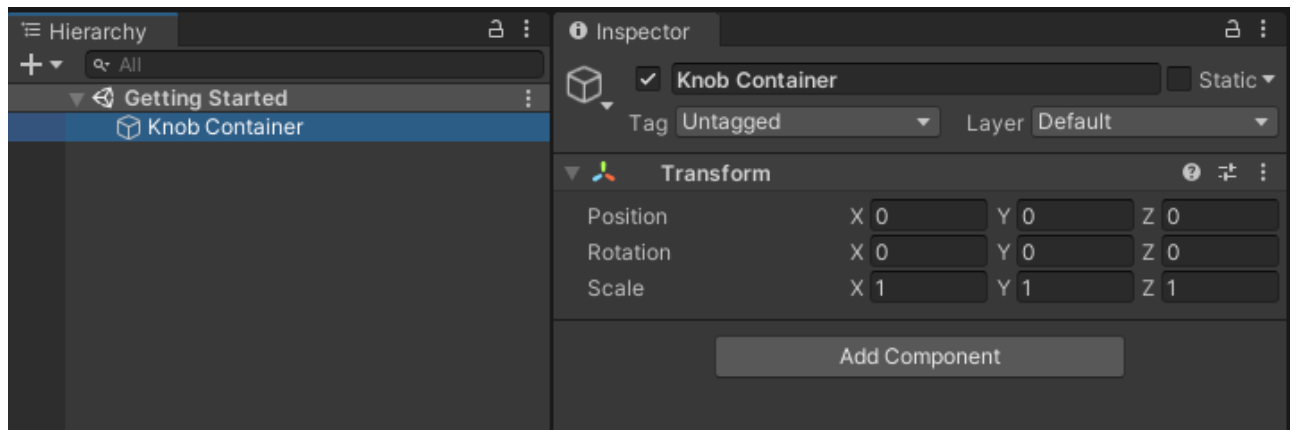 Hierarchy
All
Getting Started
Knob Container
Inspector
Knob Container Static
Tag Untagged Layer Default
Transform
Position X 0 Y 0 Z 0
Rotation X 0 Y 0 Z 0
Scale X 1 Y 1 Z 1
Add Component